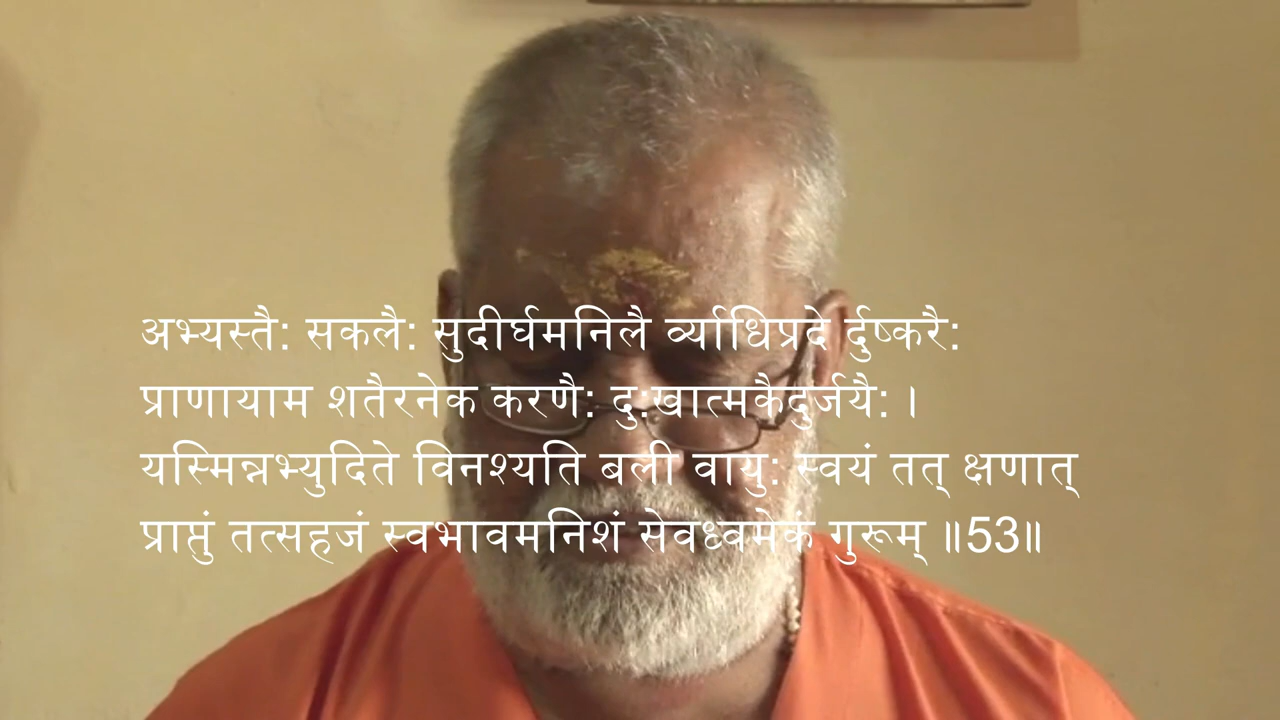 अभ्यस्तै: सकलै: सुदीर्घमनिलै र्व्याधिप्रदे र्दुष्करै:
प्राणायाम शतैरनेक करणै: दु:खात्मकैदुर्जयै: ।
यस्मिन्नभ्युदिते विनश्यति बली वायु: स्वयं तत् क्षणात्
प्राप्तुं तत्सहजं स्वभावमनिशं सेवध्वमेकं गुरूम् ॥53॥